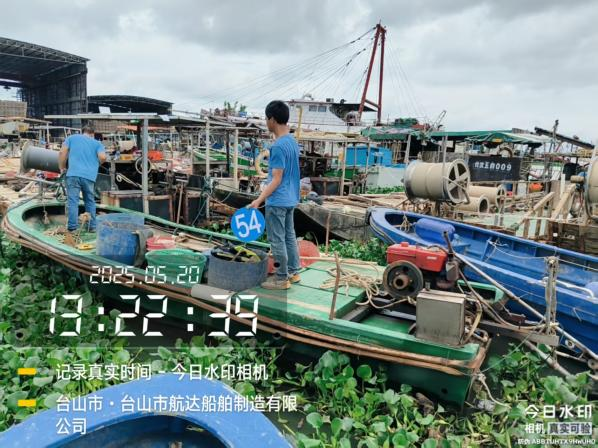 54
2025.05.20
13:22:39
记录真实时间 - 今日水印相机
台山市·台山市航达船舶制造有限
公司
今日水印
相机 真实可验